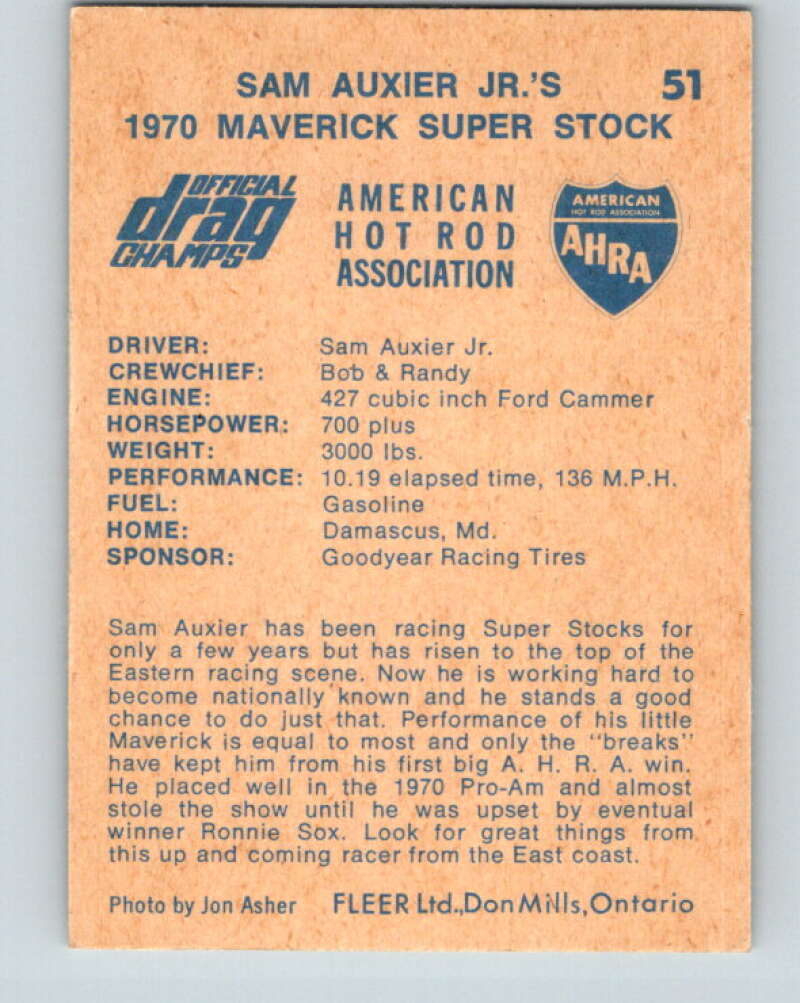 SAM AUXIER JR.'S 51
1970 MAVERICK SUPER STOCK
OFFICIAL
drag
CHAMPS
AMERICAN
HOT ROD
ASSOCIATION
AMERICAN
HOT ROD ASSOCIATION
AHRA
DRIVER: Sam Auxier Jr.
CREWCHIEF: Bob & Randy
ENGINE: 427 cubic inch Ford Cammer
HORSEPOWER: 700 plus
WEIGHT: 3000 lbs.
PERFORMANCE: 10.19 elapsed time, 136 M.P.H.
FUEL: Gasoline
HOME: Damascus, Md.
SPONSOR: Goodyear Racing Tires
Sam Auxier has been racing Super Stocks for
only a few years but has risen to the top of the
Eastern racing scene. Now he is working hard to
become nationally known and he stands a good
chance to do just that. Performance of his little
Maverick is equal to most and only the "breaks"
have kept him from his first big A. H. R. A. win.
He placed well in the 1970 Pro-Am and almost
stole the show until he was upset by eventual
winner Ronnie Sox. Look for great things from
this up and coming racer from the East coast.
Photo by Jon Asher FLEER Ltd., Don Mills, Ontario